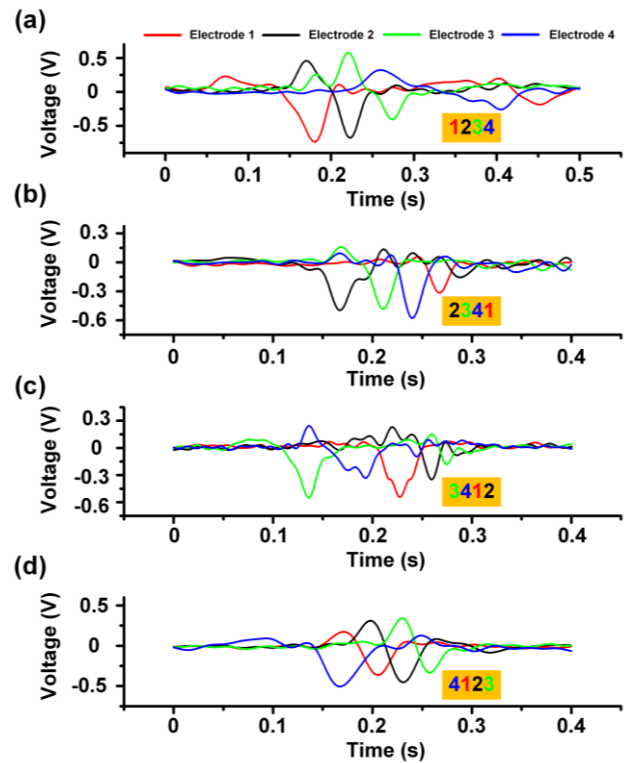 (a)
Electrode 1 Electrode 2 Electrode 3 Electrode 4
Voltage (V)
0.5
0
-0.5
1234
0 0.1 0.2 0.3 0.4 0.5
Time (s)
(b)
Voltage (V)
0.3
0
-0.3
-0.6
2341
0 0.1 0.2 0.3 0.4
Time (s)
(c)
Voltage (V)
0.3
0
-0.3
-0.6
3412
0 0.1 0.2 0.3 0.4
Time (s)
(d)
Voltage (V)
0.5
0
-0.5
4123
0 0.1 0.2 0.3 0.4
Time (s)